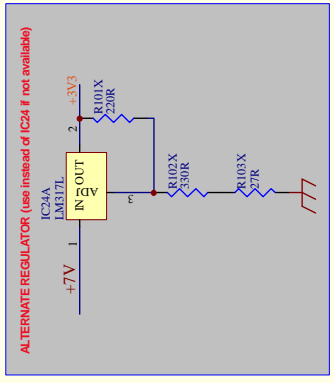 ALTERNATE REGULATOR (use instead of IC24 if not available)
IC24A
LM317L
+7V
1
IN
OUT
ADJ
2
3
+3V3
R101X
220R
R102X
330R
R103X
27R